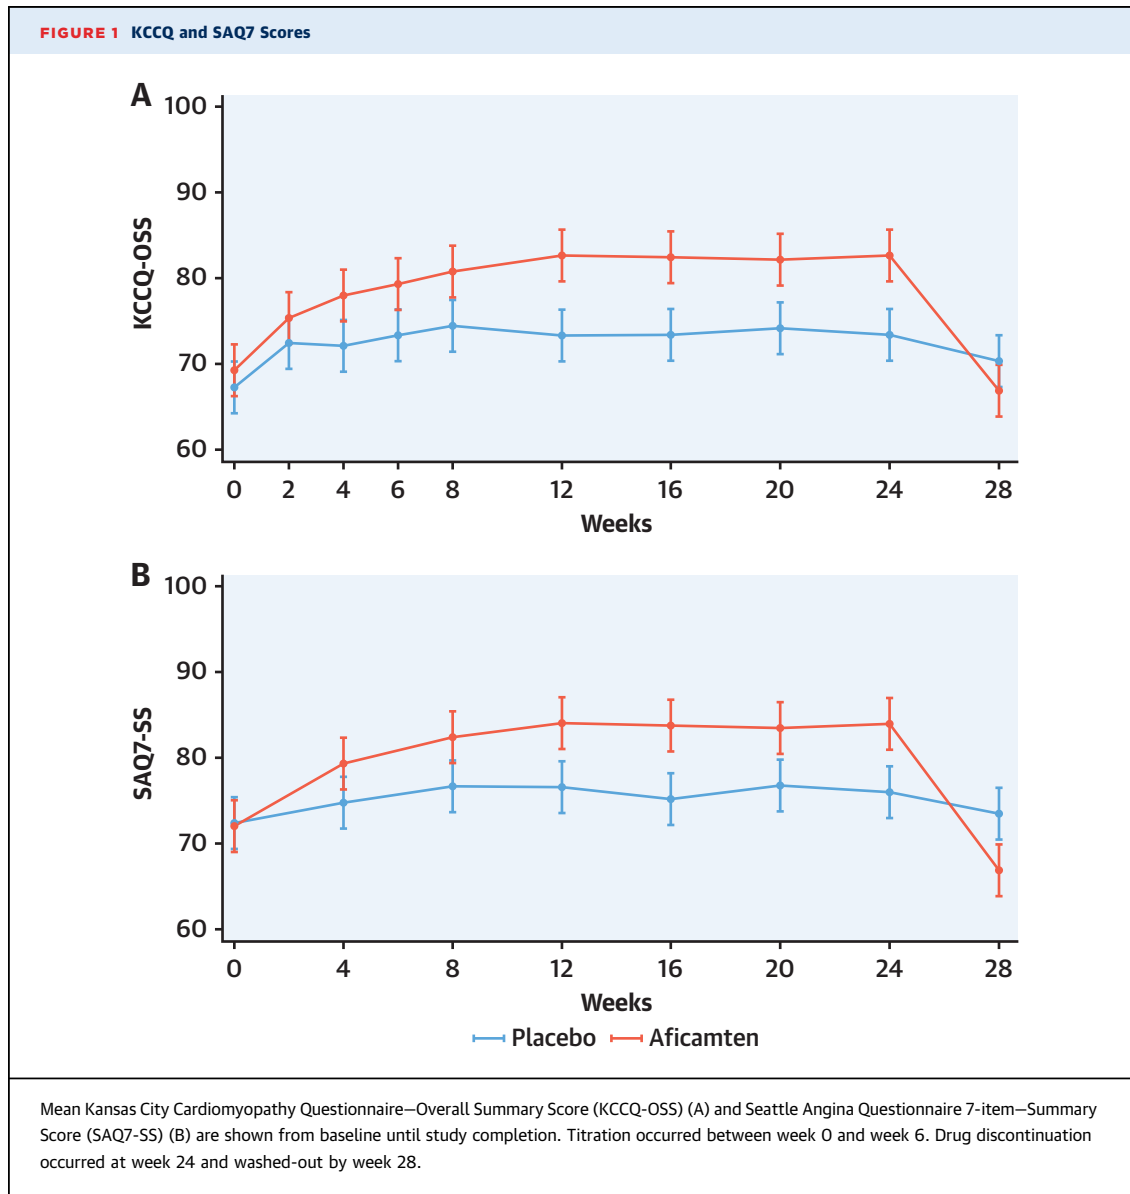 FIGURE 1 KCCQ and SAQ7 Scores
A
100
90
80
70
60
KCCQ-OSS
0 2 4 6 8 12 16 20 24 28
Weeks
B
100
90
80
70
60
SAQ7-SS
0 4 8 12 16 20 24 28
Weeks
Placebo Aficamten
Mean Kansas City Cardiomyopathy Questionnaire—Overall Summary Score (KCCQ-OSS) (A) and Seattle Angina Questionnaire 7-item—Summary
Score (SAQ7-SS) (B) are shown from baseline until study completion. Titration occurred between week 0 and week 6. Drug discontinuation
occurred at week 24 and washed-out by week 28.